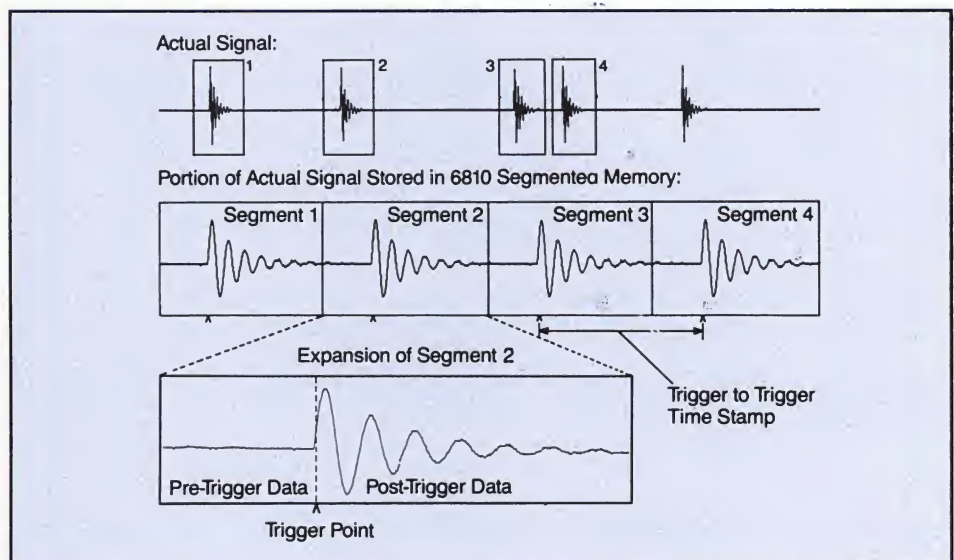 Actual Signal:
1 2 3 4
Portion of Actual Signal Stored in 6810 Segmented Memory:
Segment 1 Segment 2 Segment 3 Segment 4
Expansion of Segment 2
Trigger to Trigger
Time Stamp
Pre-Trigger Data Post-Trigger Data
Trigger Point